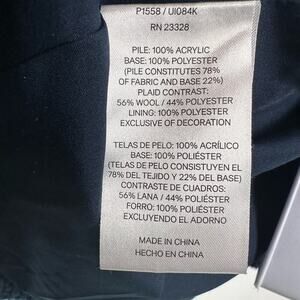 P1558 / UI084K
RN 23328
PILE: 100% ACRYLIC
BASE: 100% POLYESTER
(PILE CONSTITUTES 78%
OF FABRIC AND BASE 22%)
PLAID CONTRAST:
56% WOOL / 44% POLYESTER
LINING: 100% POLYESTER
EXCLUSIVE OF DECORATION
TELAS DE PELO: 100% ACRÍLICO
BASE: 100% POLIÉSTER
(TELAS DE PELO CONSTITUYEN EL
78% DEL TEJIDO Y 22% DEL BASE)
CONTRASTE DE CUADROS:
56% LANA / 44% POLIÉSTER
FORRO: 100% POLIÉSTER
EXCLUYENDO EL ADORNO
MADE IN CHINA
HECHO EN CHINA